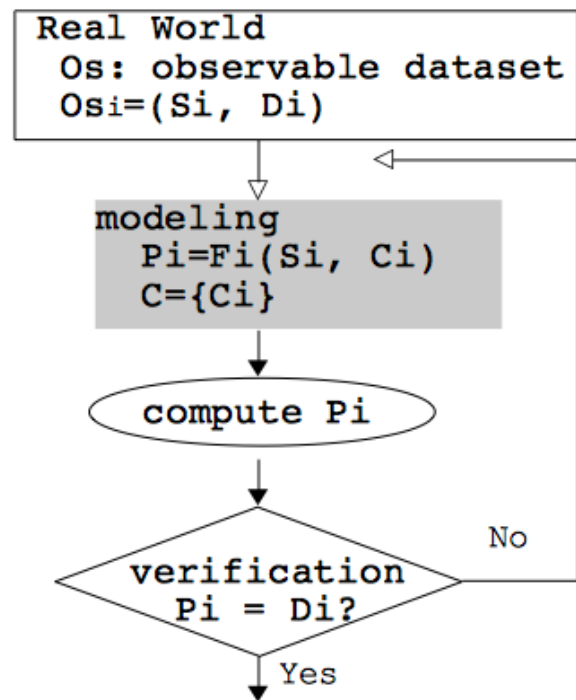 Real World
Os: observable dataset
Osi=(Si, Di)
modeling
Pi=Fi(Si, Ci)
C={Ci}
compute Pi
No
verification
Pi = Di?
Yes